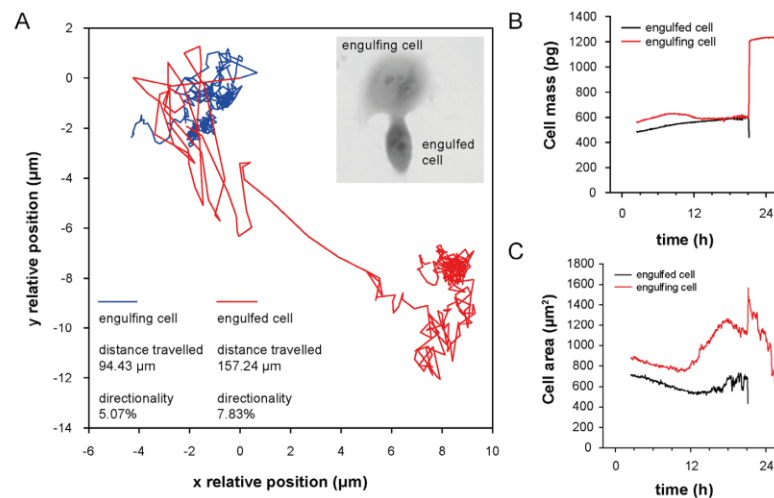 A
engulfing cell
engulfed
cell
2
0
-2
-4
-6
-8
-10
-12
-14
y relative position (µm)
engulfing cell
engulfed cell
distance travelled
94.43 µm
distance travelled
157.24 µm
directionality
5.07%
directionality
7.83%
-6
-4
-2
0
2
4
6
8
10
x relative position (µm)
B
engulfed cell
engulfing cell
1400
1200
1000
800
600
400
200
0
Cell mass
(pg)
0
12
24
time (h)
C
engulfed cell
engulfing cell
1800
1600
1400
1200
1000
800
600
400
200
0
Cell area (µm²)
0
12
24
time (h)